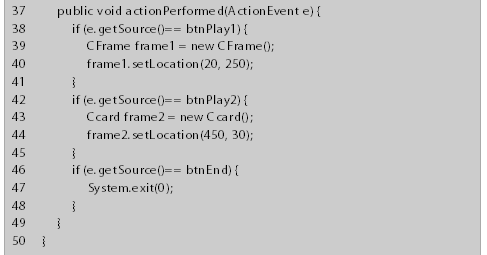 37 public void actionPerformed(ActionEvent e) {
38 if (e.getSource()== btnPlay1) {
39 CFrame frame1 = new CFrame();
40 frame1.setLocation(20, 250);
41 }
42 if (e.getSource()== btnPlay2) {
43 Ccard frame2 = new Ccard();
44 frame2.setLocation(450, 30);
45 }
46 if (e.getSource()== btnEnd) {
47 System.exit(0);
48 }
49 }
50 }